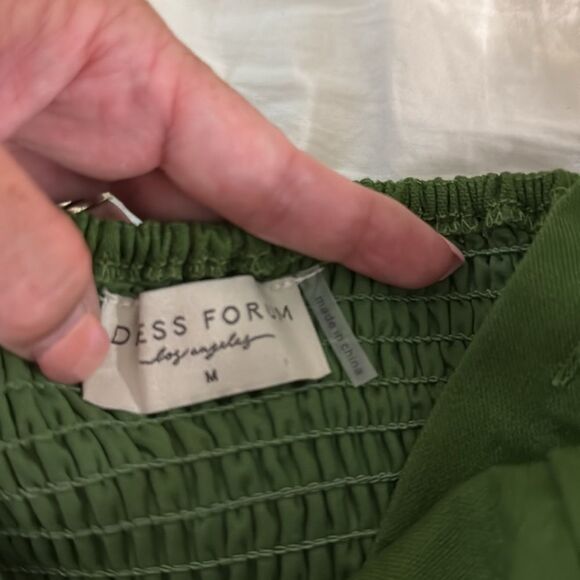 DESS FORUM
los angeles
M
made in china